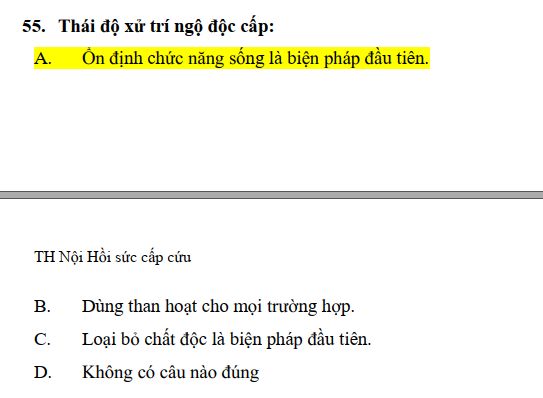 55. Thái độ xử trí ngộ độc cấp:
A. Ổn định chức năng sống là biện pháp đầu tiên.
TH Nội Hồi sức cấp cứu
B. Dùng than hoạt cho mọi trường hợp.
C. Loại bỏ chất độc là biện pháp đầu tiên.
D. Không có câu nào đúng